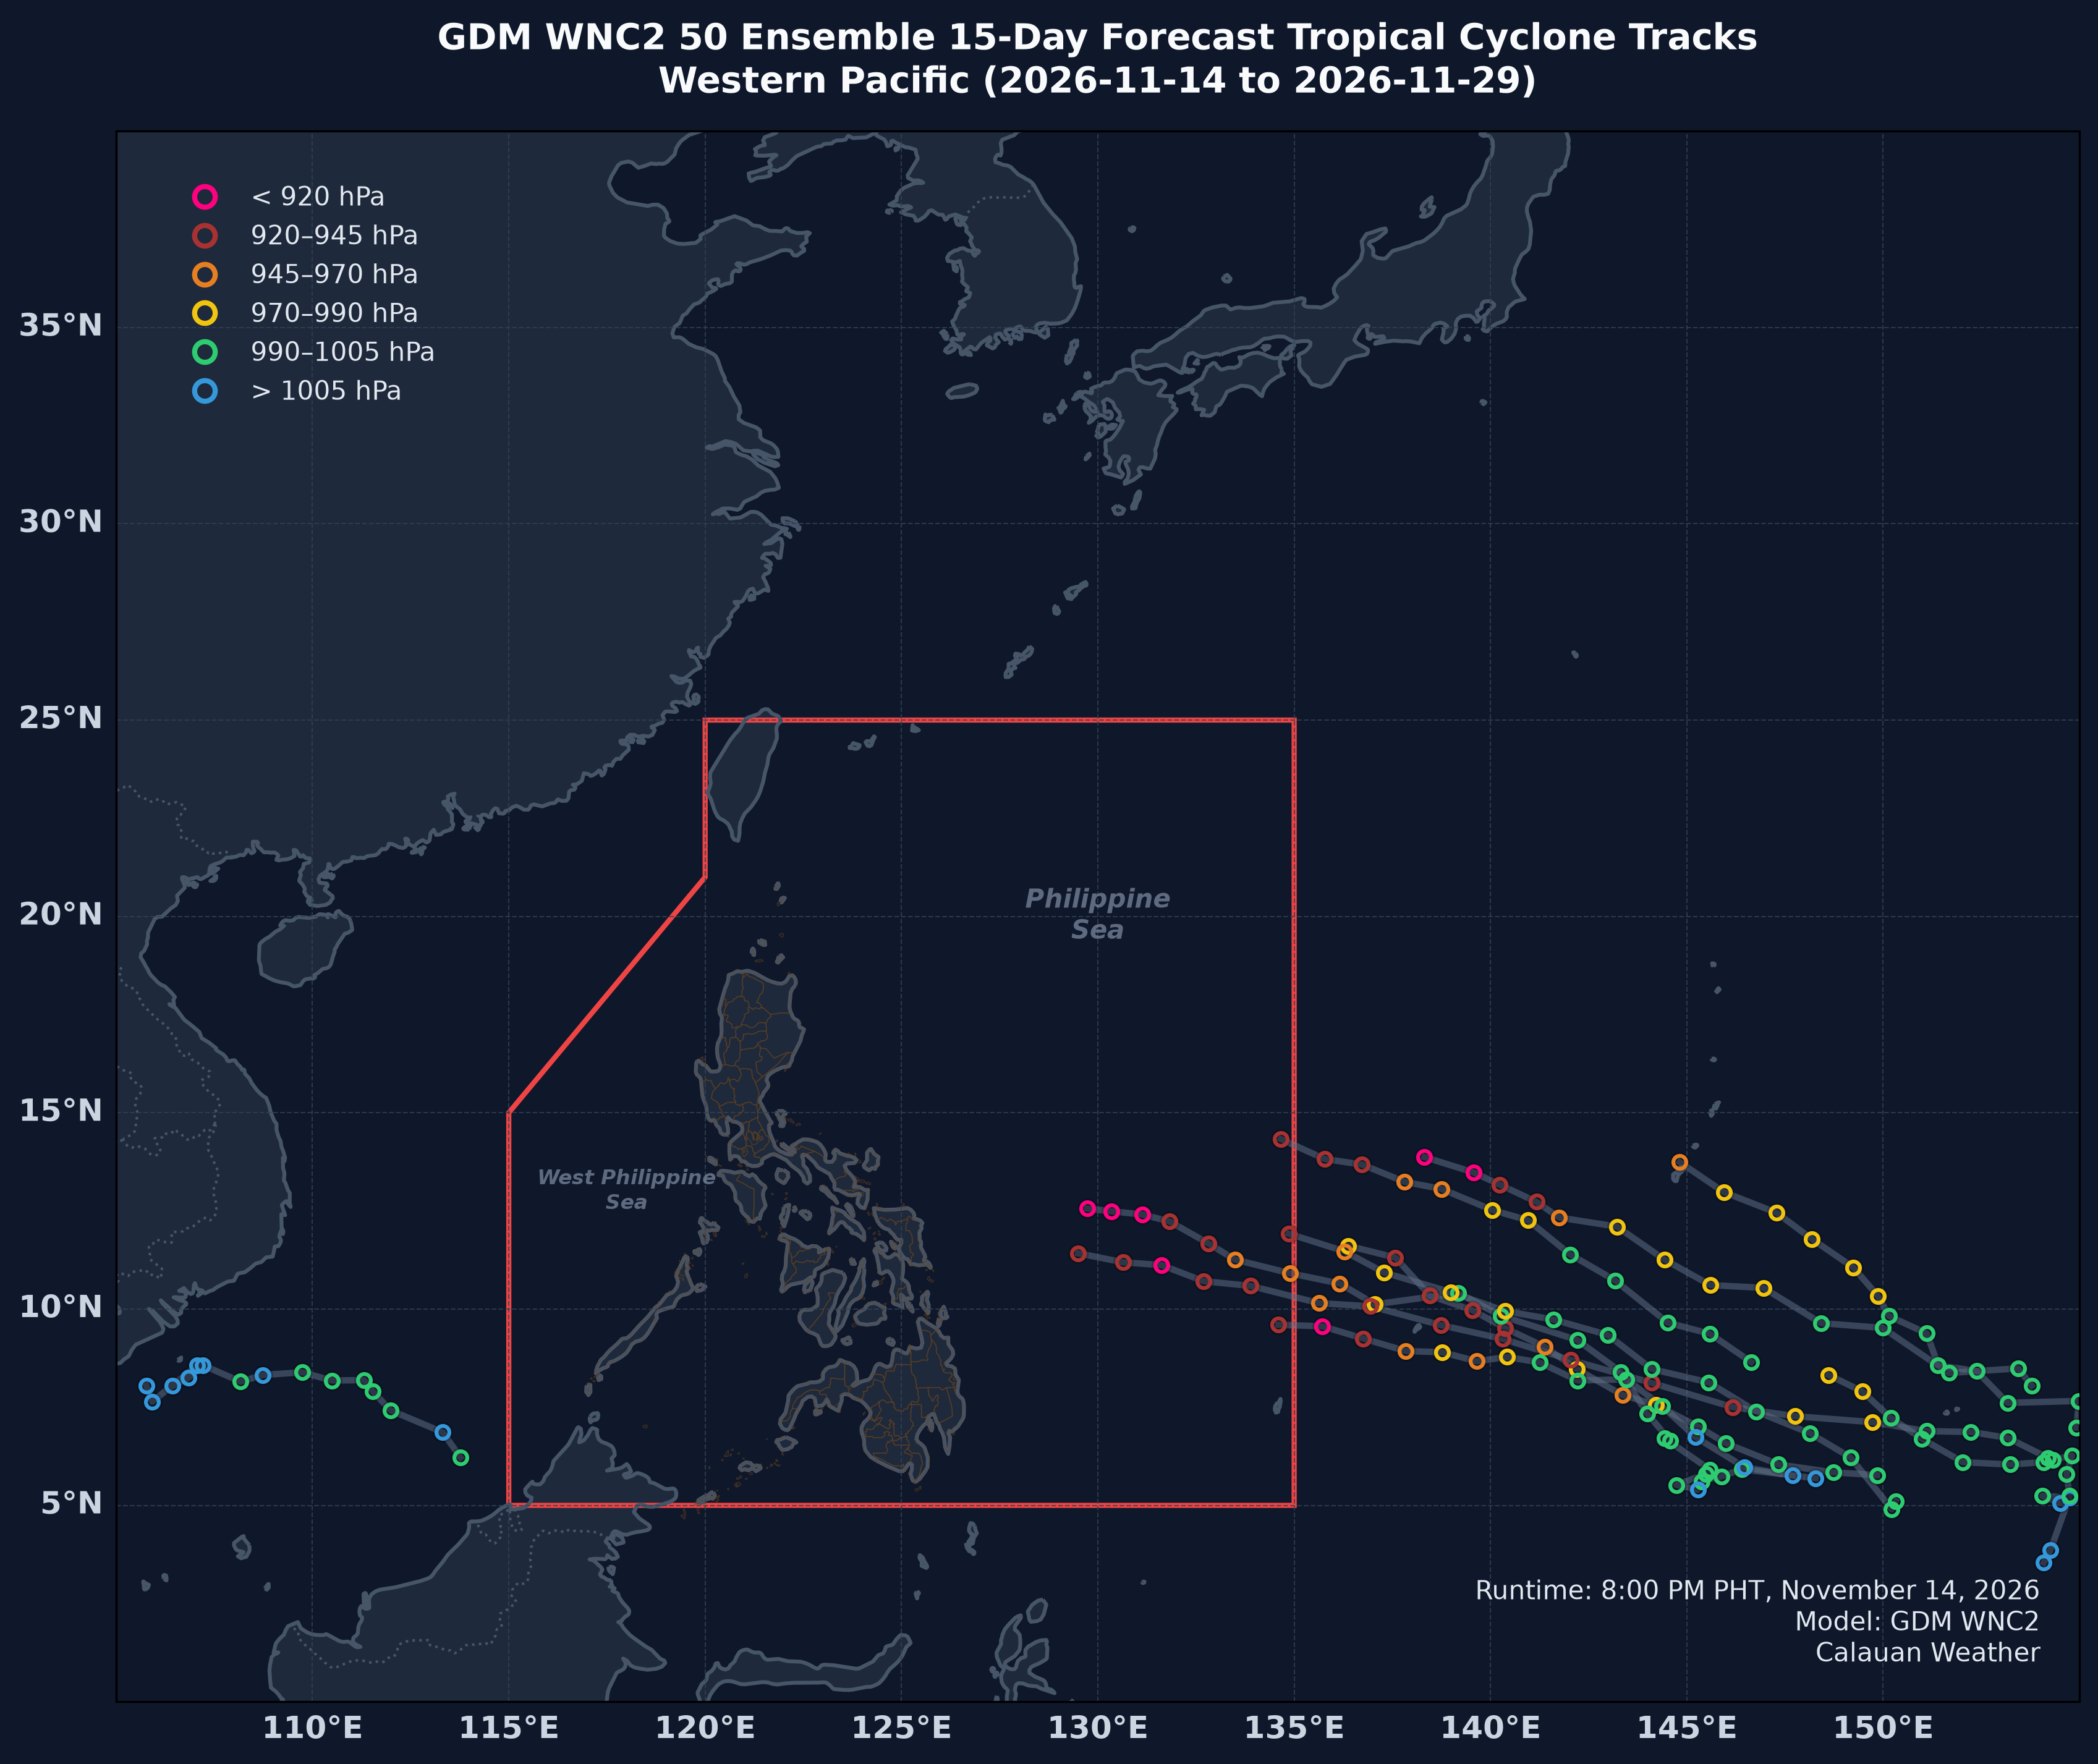 GDM WNC2 50 Ensemble 15-Day Forecast Tropical Cyclone Tracks
Western Pacific (2026-11-14 to 2026-11-29)
< 920 hPa
920–945 hPa
945–970 hPa
970–990 hPa
990–1005 hPa
> 1005 hPa
35°N
30°N
25°N
20°N
15°N
10°N
5°N
Philippine
Sea
West Philippine
Sea
Runtime: 8:00 PM PHT, November 14, 2026
Model: GDM WNC2
Calauan Weather
110°E
115°E
120°E
125°E
130°E
135°E
140°E
145°E
150°E